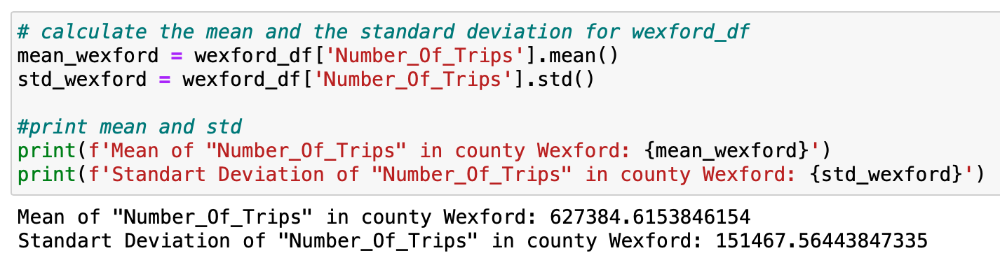 # calculate the mean and the standard deviation for wexford_df
mean_wexford = wexford_df['Number_Of_Trips'].mean()
std_wexford = wexford_df['Number_Of_Trips'].std()
#print mean and std
print(f'Mean of "Number_Of_Trips" in county Wexford: {mean_wexford}')
print(f'Standart Deviation of "Number_Of_Trips" in county Wexford: {std_wexford}')
Mean of "Number_Of_Trips" in county Wexford: 627384.6153846154
Standart Deviation of "Number_Of_Trips" in county Wexford: 151467.56443847335